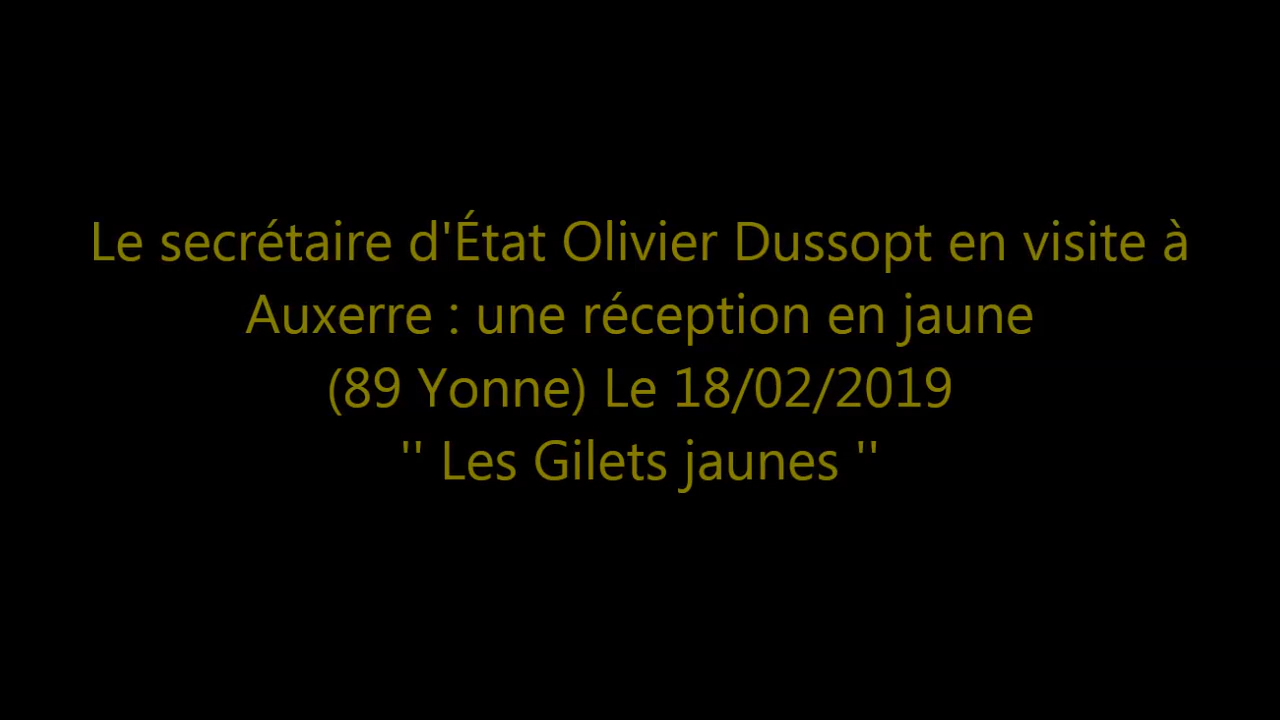 Le secrétaire d'État Olivier Dussopt en visite à
Auxerre : une réception en jaune
(89 Yonne) Le 18/02/2019
'' Les Gilets jaunes ''